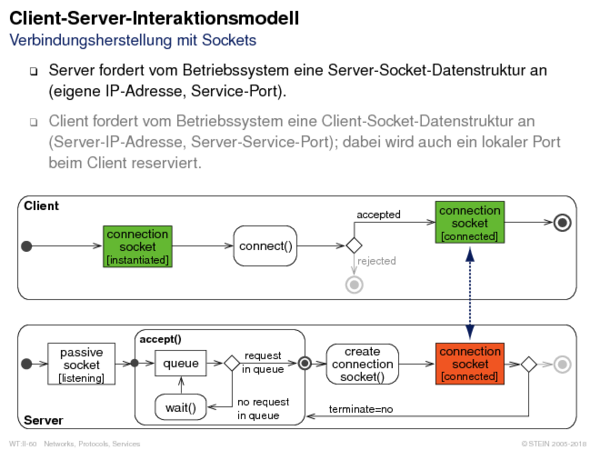 Client-Server-Interaktionsmodell
Verbindungsherstellung mit Sockets
❑ Server fordert vom Betriebssystem eine Server-Socket-Datenstruktur an
(eigene IP-Adresse, Service-Port).
❑ Client fordert vom Betriebssystem eine Client-Socket-Datenstruktur an
(Server-IP-Adresse, Server-Service-Port); dabei wird auch ein lokaler Port
beim Client reserviert.
Client
connection
socket
[instantiated]
connect()
accepted
rejected
connection
socket
[connected]
Server
passive
socket
[listening]
accept()
queue
wait()
request
in queue
no request
in queue
create
connection
socket()
connection
socket
[connected]
terminate=no
WT:II-60 Networks, Protocols, Services
© STEIN 2005-2018